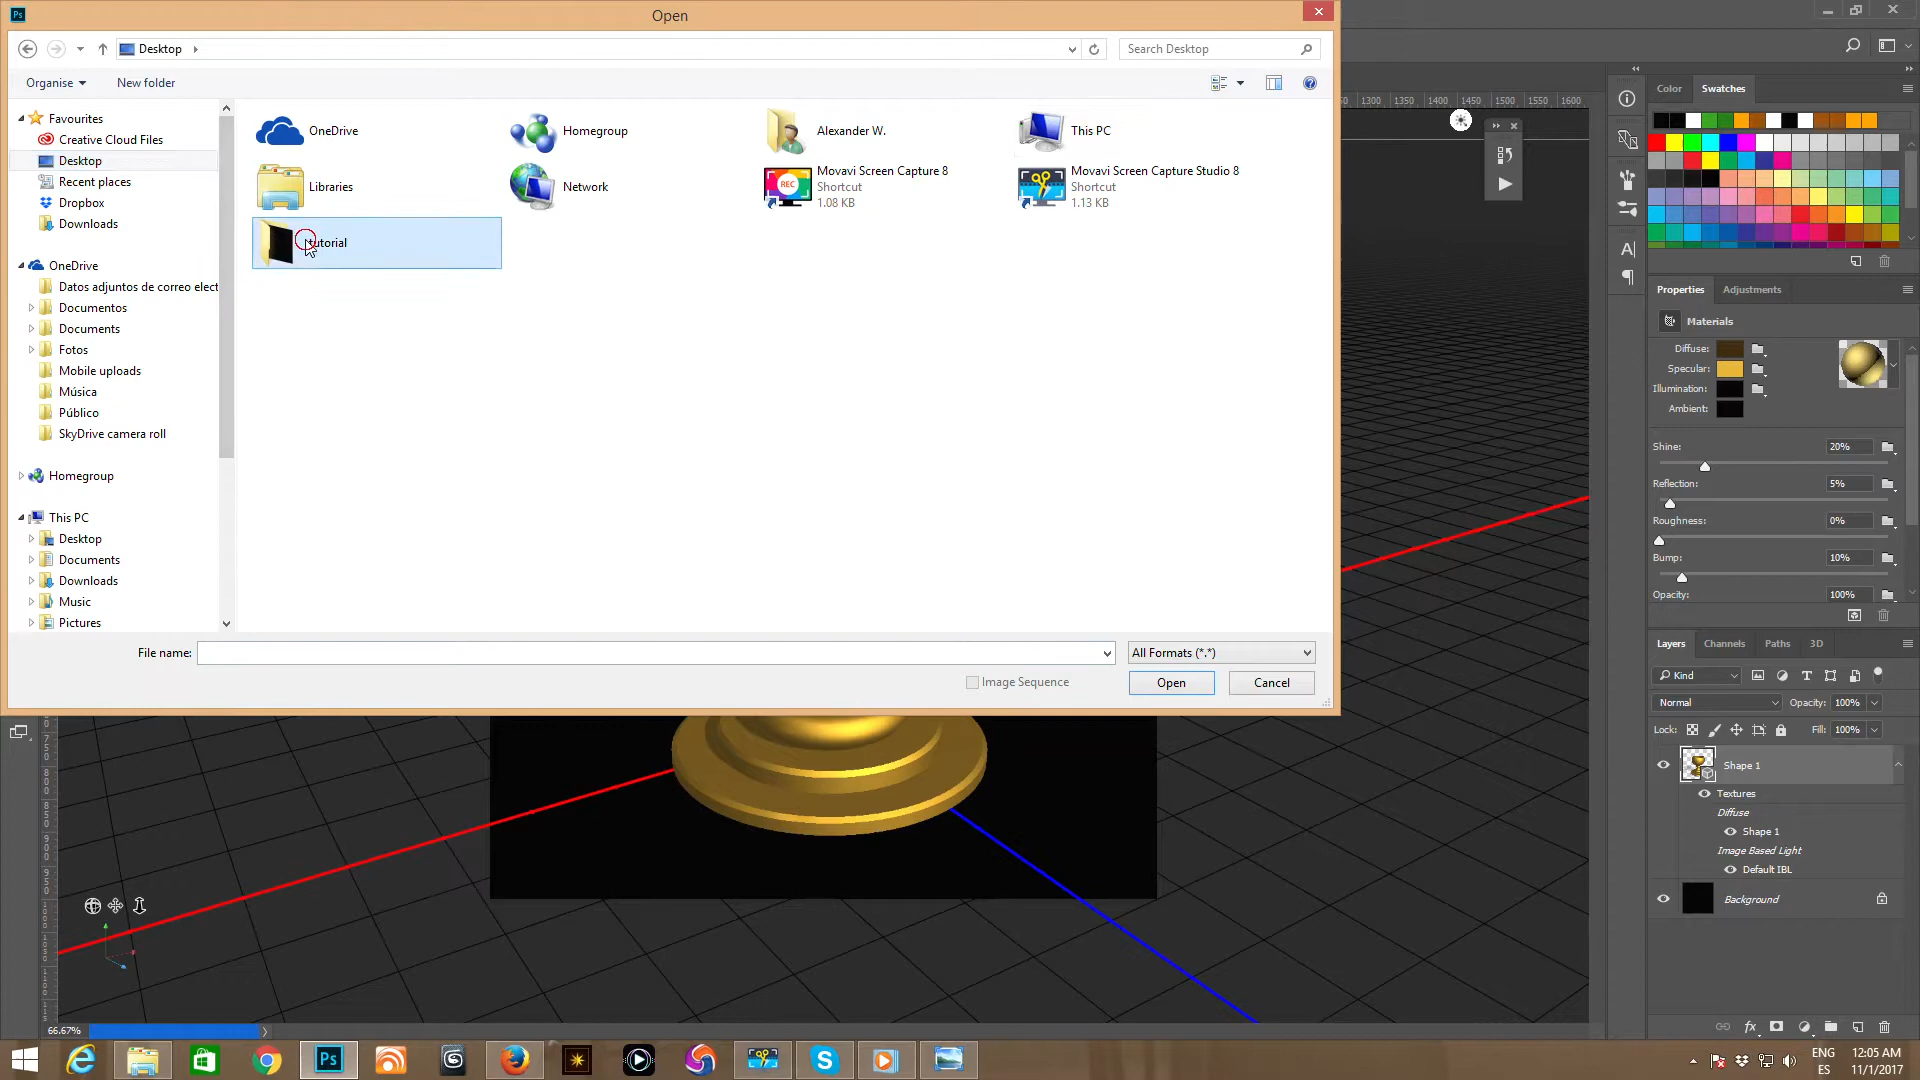 Ps
Open
Desktop
Search Desktop
Organise
New folder
Favourites
Creative Cloud Files
Desktop
Recent places
Dropbox
Downloads
OneDrive
Datos adjuntos de correo elect
Documentos
Documents
Fotos
Mobile uploads
Música
Público
SkyDrive camera roll
Homegroup
This PC
Desktop
Documents
Downloads
Music
Pictures
OneDrive
Homegroup
Alexander W.
This PC
Libraries
Network
Movavi Screen Capture 8
Shortcut
1.08 KB
REC
Movavi Screen Capture Studio 8
Shortcut
1.13 KB
tutorial
File name:
All Formats (*.*)
Image Sequence
Open
Cancel
1300 1350 1400 1450 1500 1550 1600
Color
Swatches
Properties
Adjustments
Materials
Diffuse:
Specular:
Illumination:
Ambient:
Shine: 20%
Reflection: 5%
Roughness: 0%
Bump: 10%
Opacity: 100%
Layers
Channels
Paths
3D
Kind
Normal
Opacity: 100%
Lock:
Fill: 100%
Shape 1
Textures
Diffuse
Shape 1
Image Based Light
Default IBL
Background
66.67%
Ps
ENG
ES
12:05 AM
11/1/2017